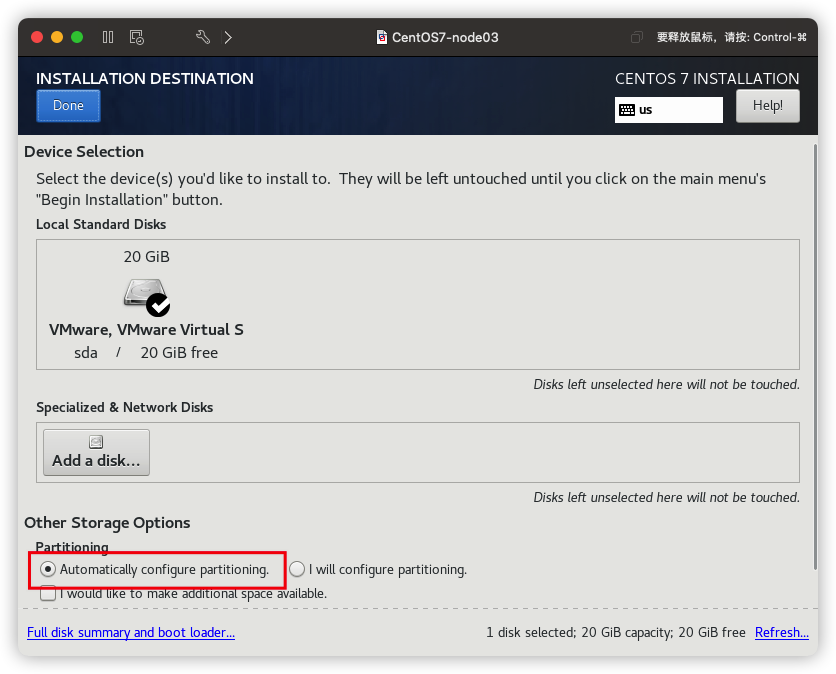 CentOS7-node03
要释放鼠标，请按: Control-⌘
INSTALLATION DESTINATION
CENTOS 7 INSTALLATION
Done
us
Help!
Device Selection
Select the device(s) you'd like to install to.  They will be left untouched until you click on the main menu's
"Begin Installation" button.
Local Standard Disks
20 GiB
VMware, VMware Virtual S
sda / 20 GiB free
Disks left unselected here will not be touched.
Specialized & Network Disks
Add a disk...
Disks left unselected here will not be touched.
Other Storage Options
Partitioning
Automatically configure partitioning. I will configure partitioning.
I would like to make additional space available.
Full disk summary and boot loader...
1 disk selected; 20 GiB capacity; 20 GiB free Refresh...